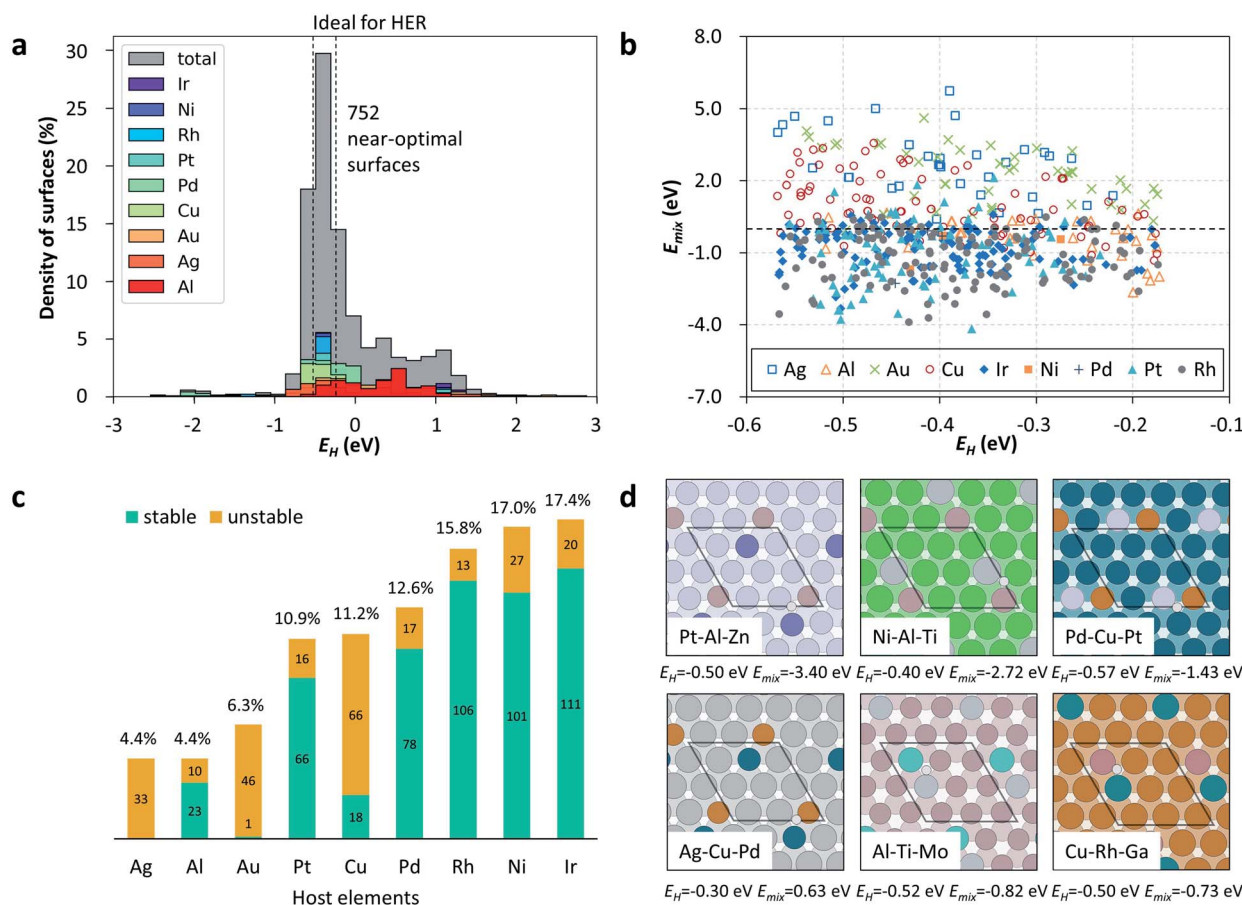 a
Ideal for HER
Density of surfaces (%)
30
25
20
15
10
5
0
total
Ir
Ni
Rh
Pt
Pd
Cu
Au
Ag
Al
752
near-optimal
surfaces
-3 -2 -1 0 1 2 3
E_H (eV)
b
E_mix (eV)
8.0
5.0
2.0
-1.0
-4.0
-7.0
Ag Al Au Cu Ir Ni Pd Pt Rh
-0.6 -0.5 -0.4 -0.3 -0.2 -0.1
E_H (eV)
c
stable unstable
4.4% 4.4% 6.3% 10.9% 11.2% 12.6% 15.8% 17.0% 17.4%
33 10 46 16 66 17 13 27 20
23 1 66 18 78 106 101 111
Ag Al Au Pt Cu Pd Rh Ni Ir
Host elements
d
Pt-Al-Zn Ni-Al-Ti Pd-Cu-Pt
E_H=-0.50 eV E_mix=-3.40 eV E_H=-0.40 eV E_mix=-2.72 eV E_H=-0.57 eV E_mix=-1.43 eV
Ag-Cu-Pd Al-Ti-Mo Cu-Rh-Ga
E_H=-0.30 eV E_mix=0.63 eV E_H=-0.52 eV E_mix=-0.82 eV E_H=-0.50 eV E_mix=-0.73 eV